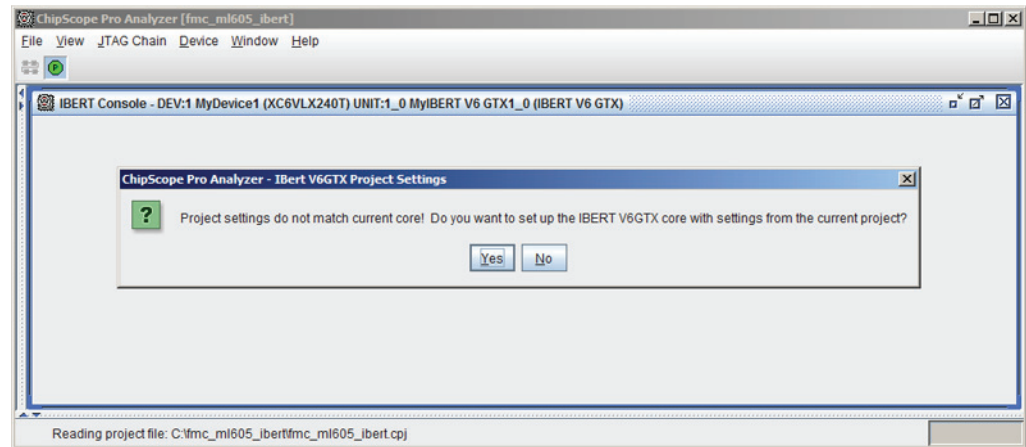 ChipScope Pro Analyzer [fmc_ml605_ibert]
File View JTAG Chain Device Window Help
P
IBERT Console - DEV:1 MyDevice1 (XC6VLX240T) UNIT:1_0 MyIBERT V6 GTX1_0 (IBERT V6 GTX)
ChipScope Pro Analyzer - IBert V6GTX Project Settings
? Project settings do not match current core! Do you want to set up the IBERT V6GTX core with settings from the current project?
Yes No
Reading project file: C:\fmc_ml605_ibert\fmc_ml605_ibert.cpj